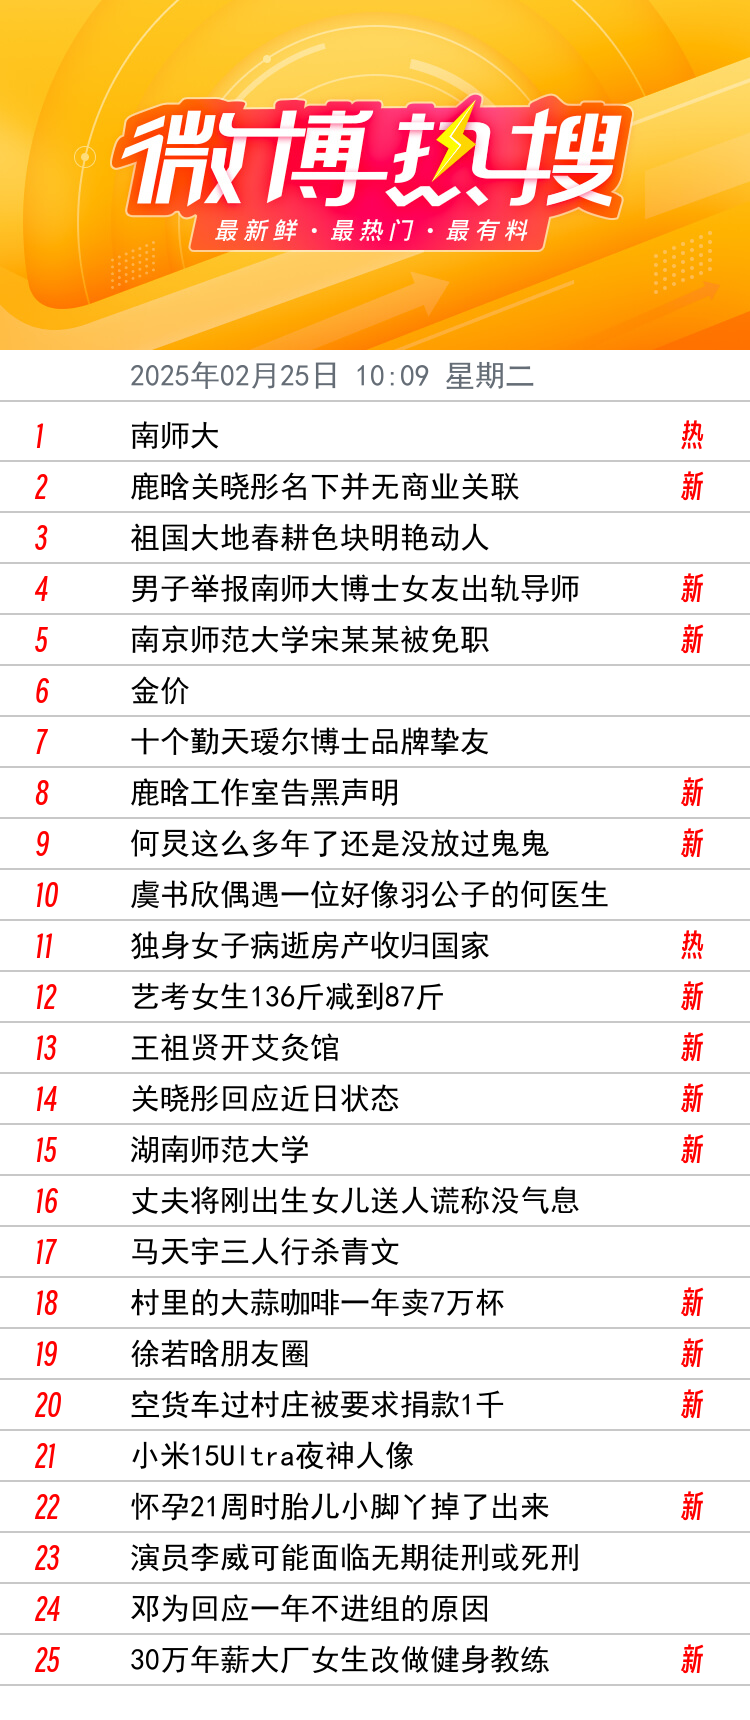 微博热搜
最新鲜·最热门·最有料
2025年02月25日 10:09 星期二
1 南师大 热
2 鹿晗关晓彤名下并无商业关联 新
3 祖国大地春耕色块明艳动人
4 男子举报南师大博士女友出轨导师 新
5 南京师范大学宋某某被免职 新
6 金价
7 十个勤天瑷尔博士品牌挚友
8 鹿晗工作室告黑声明 新
9 何炅这么多年了还是没放过鬼鬼 新
10 虞书欣偶遇一位好像羽公子的何医生
11 独身女子病逝房产收归国家 热
12 艺考女生136斤减到87斤 新
13 王祖贤开艾灸馆 新
14 关晓彤回应近日状态 新
15 湖南师范大学 新
16 丈夫将刚出生女儿送人谎称没气息
17 马天宇三人行杀青文
18 村里的大蒜咖啡一年卖7万杯 新
19 徐若晗朋友圈 新
20 空货车过村庄被要求捐款1千 新
21 小米15Ultra夜神人像
22 怀孕21周时胎儿小脚丫掉了出来 新
23 演员李威可能面临无期徒刑或死刑
24 邓为回应一年不进组的原因
25 30万年薪大厂女生改做健身教练 新